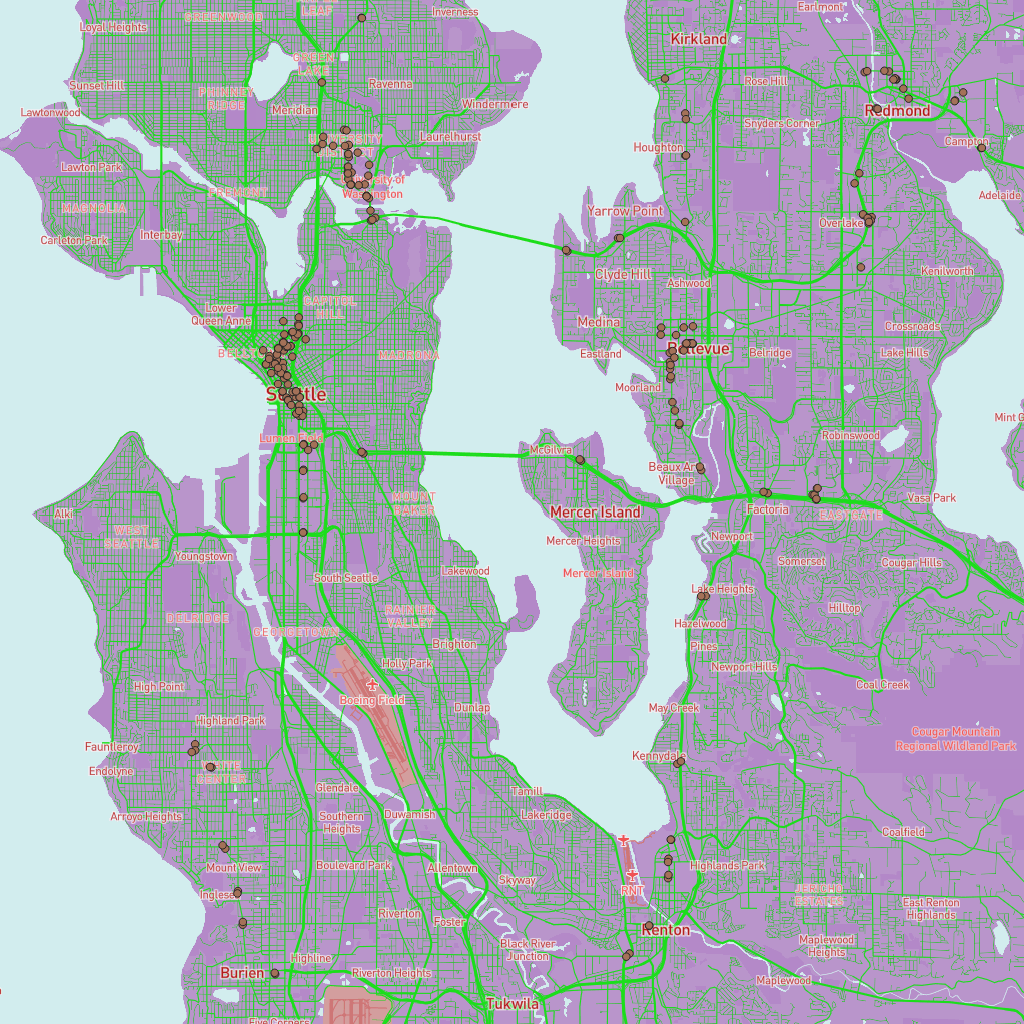 Earlmont
Inverness
LEAF
GREENWOOD
Loyal Heights
Kirkland
GREEN
LAKE
Ravenna
Rose Hill
Sunset Hill
PHINNEY
RIDGE
Windermere
Lawtonwood
Meridian
Redmond
Snyders Corner
Laurelhurst
Campton
Houghton
Lawton Park
University of
Washington
FREMONT
Adelaide
MAGNOLIA
Yarrow Point
Overlake
Interbay
Carleton Park
Kenilworth
Clyde Hill
Ashwood
CAPITOL
HILL
Lower
Queen Anne
Medina
Crossroads
Bellevue
Belridge
Lake Hills
Eastland
MADRONA
Moorland
Seattle
Mint
Lumen Field
Robinswood
McGilvra
Beaux Art
Village
MOUNT
BAKER
Vasa Park
Alki
Factoria
Mercer Island
EASTGATE
WEST
SEATTLE
Newport
Mercer Heights
Youngstown
Somerset
Cougar Hills
Lakewood
Mercer Island
South Seattle
Lake Heights
RAINIER
VALLEY
Hilltop
DELRIDGE
Hazelwood
GEORGETOWN
Brighton
Pines
Holly Park
Newport Hills
High Point
Coal Creek
Boeing Field
Dunlap
May Creek
Highland Park
Cougar Mountain
Regional Wildland Park
Fauntleroy
Kennydale
WHITE
CENTER
Endolyne
Glendale
Tamill
Duwamish
Lakeridge
Arroyo Heights
Southern
Heights
Coalfield
Boulevard Park
Highlands Park
Mount View
Allentown
Skyway
RNT
Inglese
JERICHO
ESTATES
East Renton
Highlands
Riverton
Foster
Renton
Black River
Junction
Maplewood
Heights
Highline
Burien
Riverton Heights
Maplewood
Tukwila
Five Corners